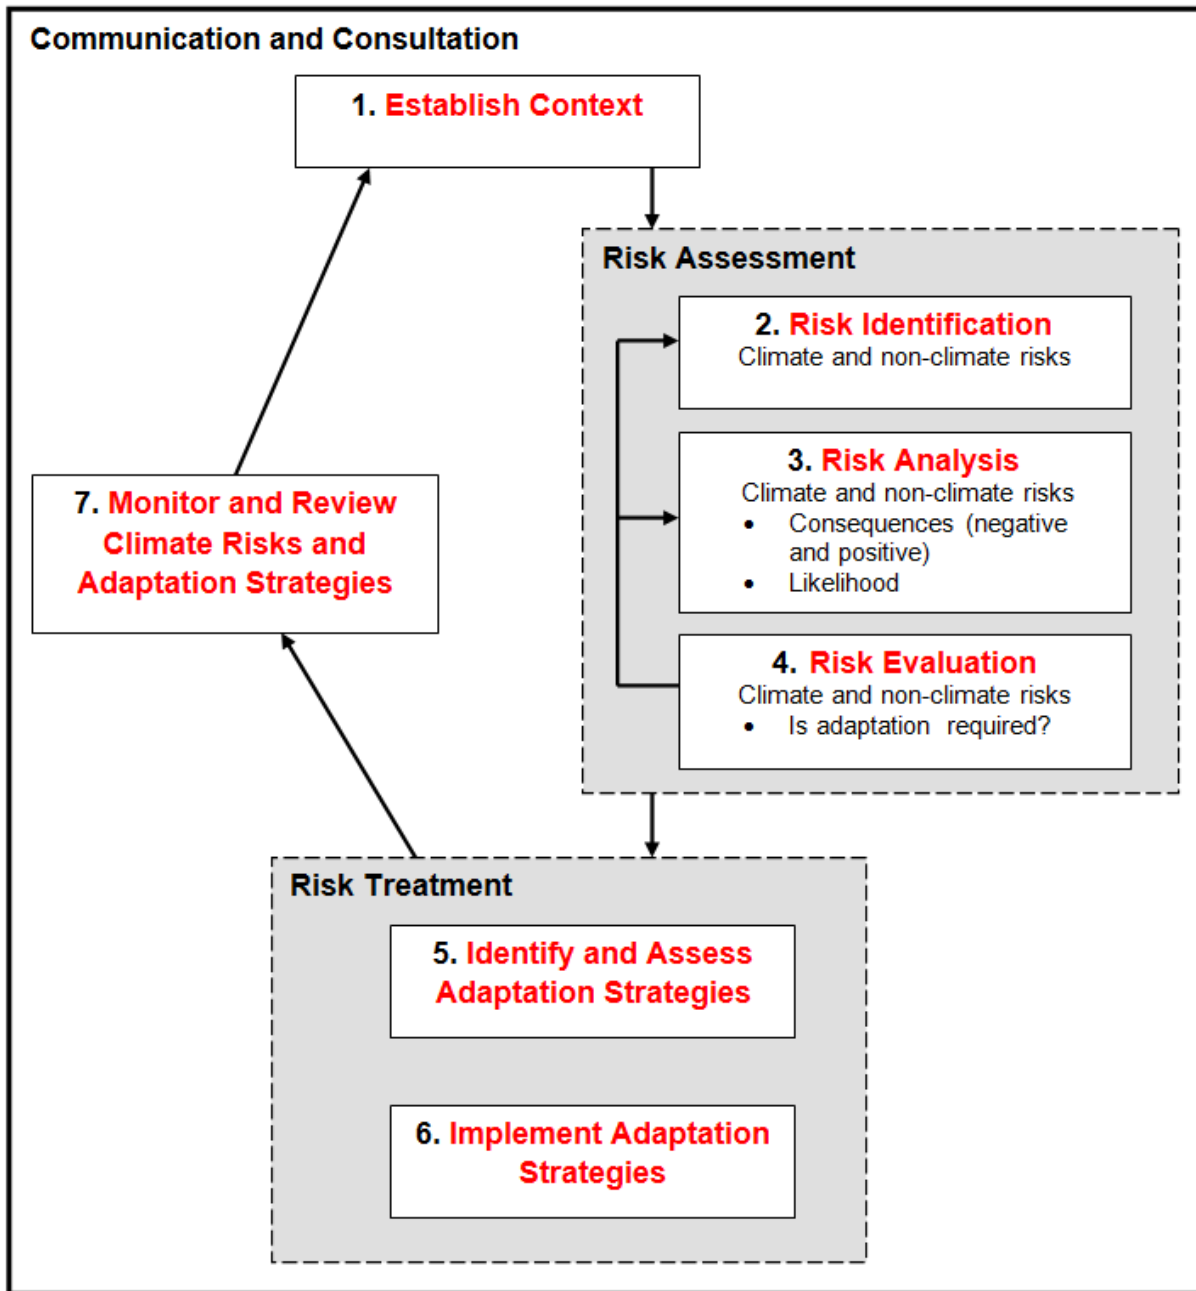 Communication and Consultation
1. Establish Context
Risk Assessment
2. Risk Identification
Climate and non-climate risks
3. Risk Analysis
Climate and non-climate risks
• Consequences (negative
and positive)
• Likelihood
4. Risk Evaluation
Climate and non-climate risks
• Is adaptation required?
Risk Treatment
5. Identify and Assess
Adaptation Strategies
6. Implement Adaptation
Strategies
7. Monitor and Review
Climate Risks and
Adaptation Strategies